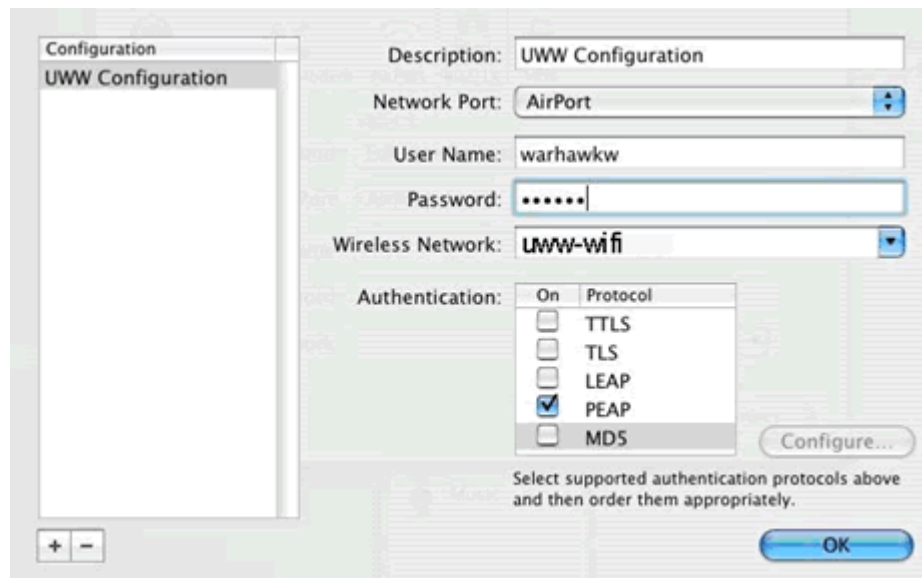 Configuration
UWW Configuration
Description: UWW Configuration
Network Port: AirPort
User Name: warhawkw
Password: ••••••
Wireless Network: uww-wifi
Authentication: On Protocol
TTLS
TLS
LEAP
PEAP
MD5
Configure...
Select supported authentication protocols above
and then order them appropriately.
+ −
OK